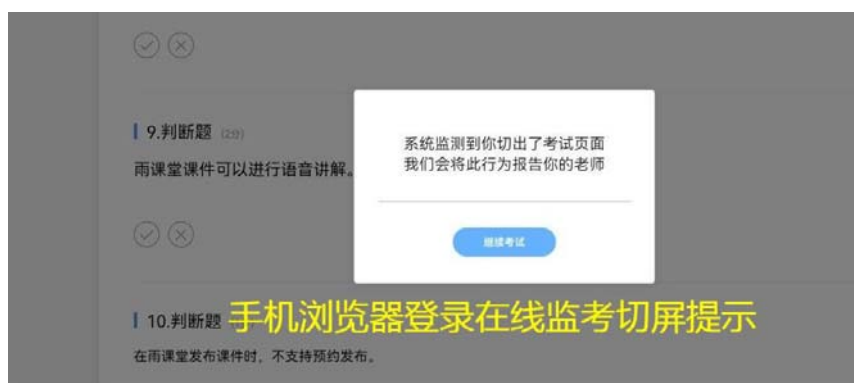 9.判断题 (2分)
雨课堂课件可以进行语音讲解。
系统监测到你切出了考试页面
我们会将此行为报告你的老师
继续考试
10.判断题
手机浏览器登录在线监考切屏提示
在雨课堂发布课件时，不支持预约发布。